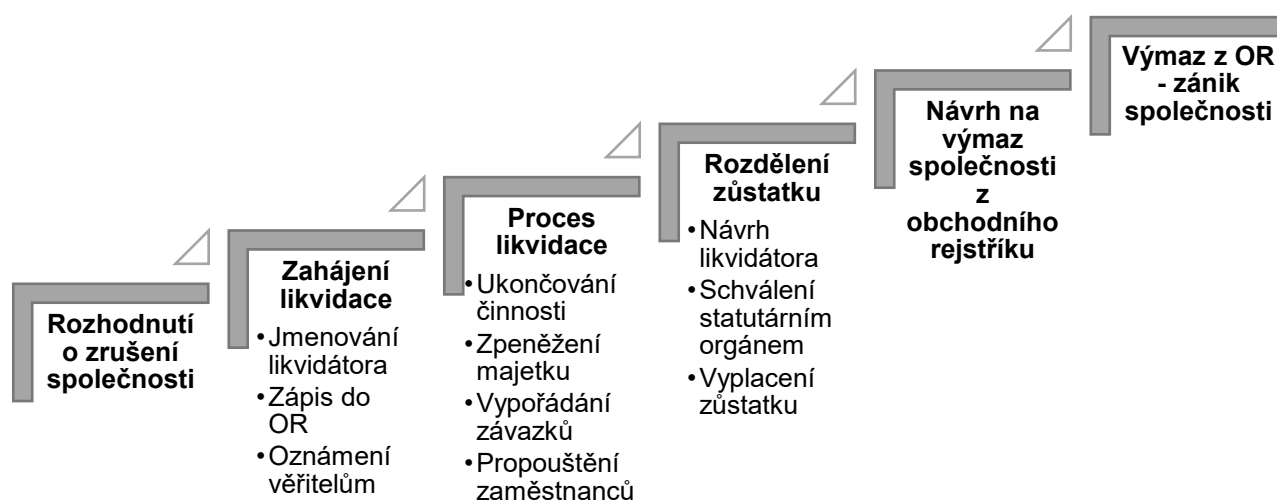 Rozhodnutí
o zrušení
společnosti
Zahájení
likvidace
•Jmenování
likvidátora
•Zápis do
OR
•Oznámení
věřitelům
Proces
likvidace
•Ukončování
činnosti
•Zpeněžení
majetku
•Vypořádání
závazků
•Propouštění
zaměstnanců
Rozdělení
zůstatku
•Návrh
likvidátora
•Schválení
statutárním
orgánem
•Vyplacení
zůstatku
Návrh na
výmaz
společnosti
z
obchodního
rejstříku
Výmaz z OR
- zánik
společnosti